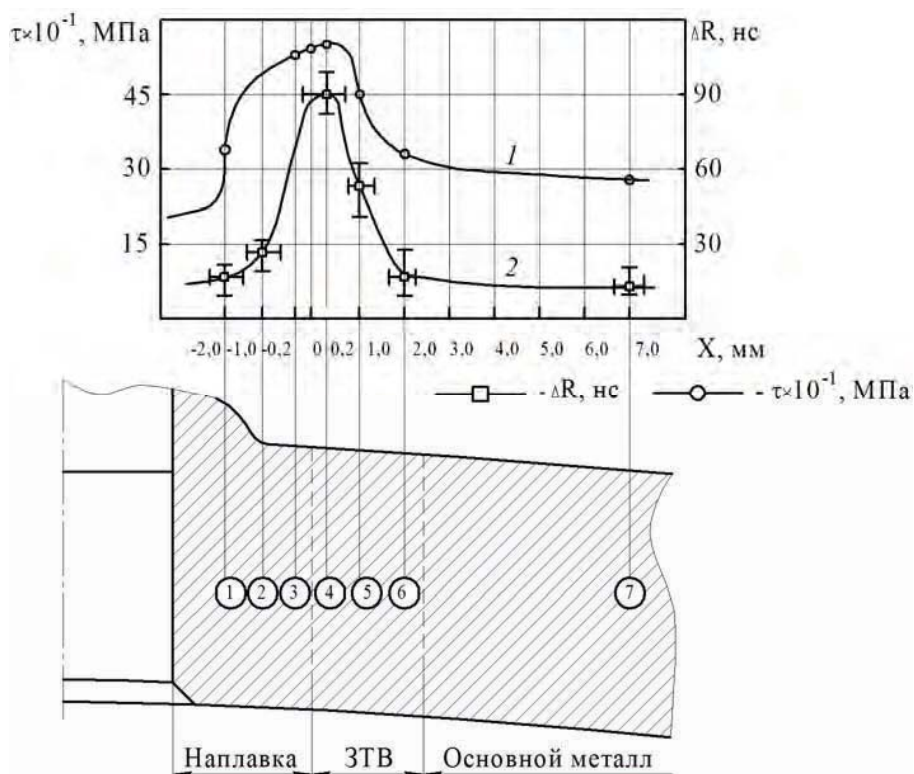 τ×10⁻¹, МПа
ΔR, нс
45
90
30
60
15
30
1
2
-2,0 -1,0 -0,2 0 0,2 1,0 2,0 3,0 4,0 5,0 6,0 7,0 X, мм
- ΔR, нс - τ×10⁻¹, МПа
1 2 3 4 5 6 7
Наплавка ЗТВ Основной металл